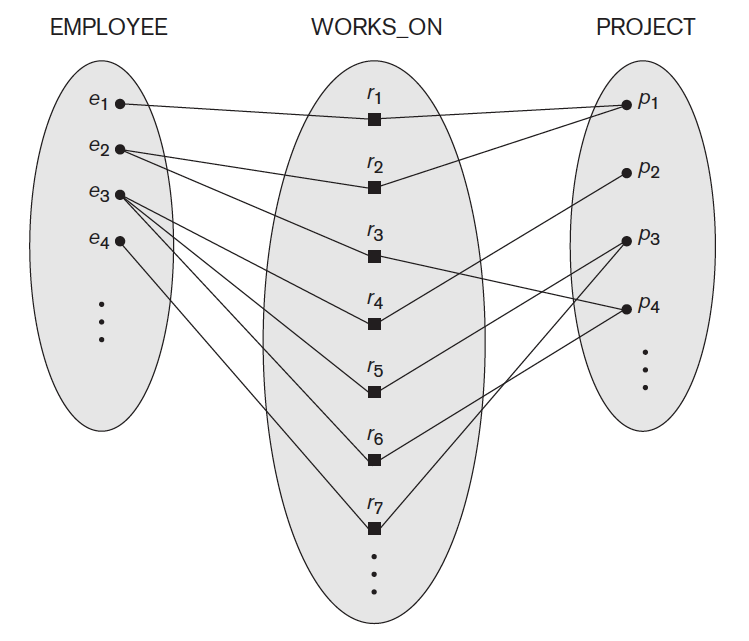 EMPLOYEE
WORKS_ON
PROJECT
e1
e2
e3
e4
r1
r2
r3
r4
r5
r6
r7
p1
p2
p3
p4